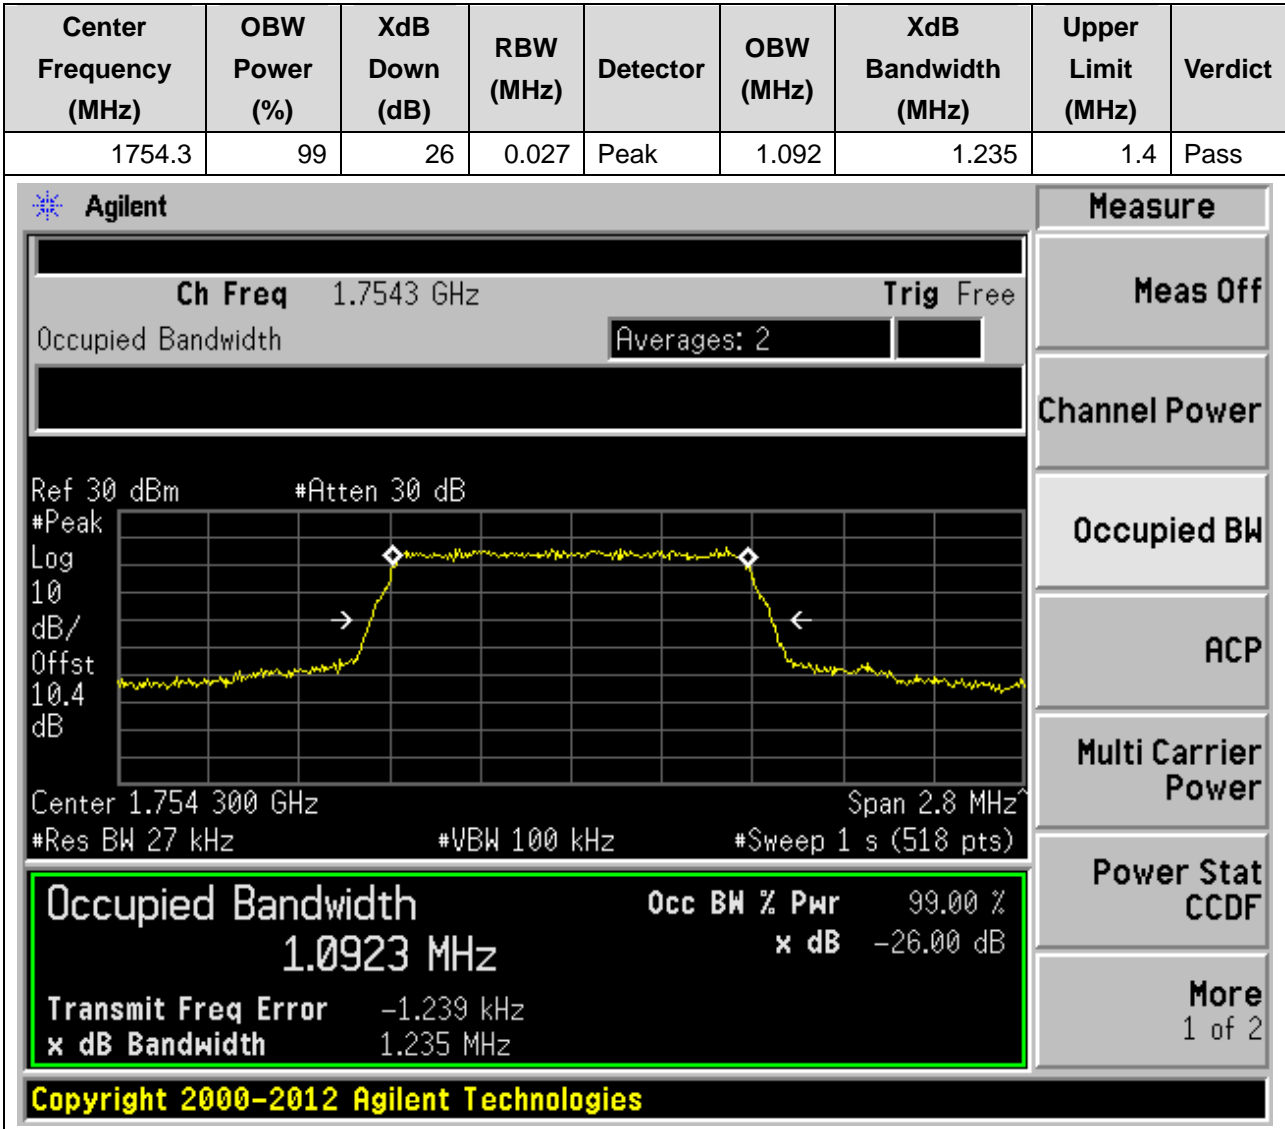 Center Frequency (MHz) OBW Power (%) XdB Down (dB) RBW (MHz) Detector OBW (MHz) XdB Bandwidth (MHz) Upper Limit (MHz) Verdict
1754.3 99 26 0.027 Peak 1.092 1.235 1.4 Pass
Agilent
Measure
Ch Freq 1.7543 GHz Trig Free
Occupied Bandwidth Averages: 2
Meas Off
Channel Power
Occupied BW
ACP
Multi Carrier
Power
Power Stat
CCDF
More
1 of 2
Ref 30 dBm #Atten 30 dB
#Peak
Log
10
dB/
Offst
10.4
dB
Center 1.754 300 GHz Span 2.8 MHz^
#Res BW 27 kHz #VBW 100 kHz #Sweep 1 s (518 pts)
Occupied Bandwidth Occ BW % Pwr 99.00 %
1.0923 MHz x dB -26.00 dB
Transmit Freq Error -1.239 kHz
x dB Bandwidth 1.235 MHz
Copyright 2000-2012 Agilent Technologies